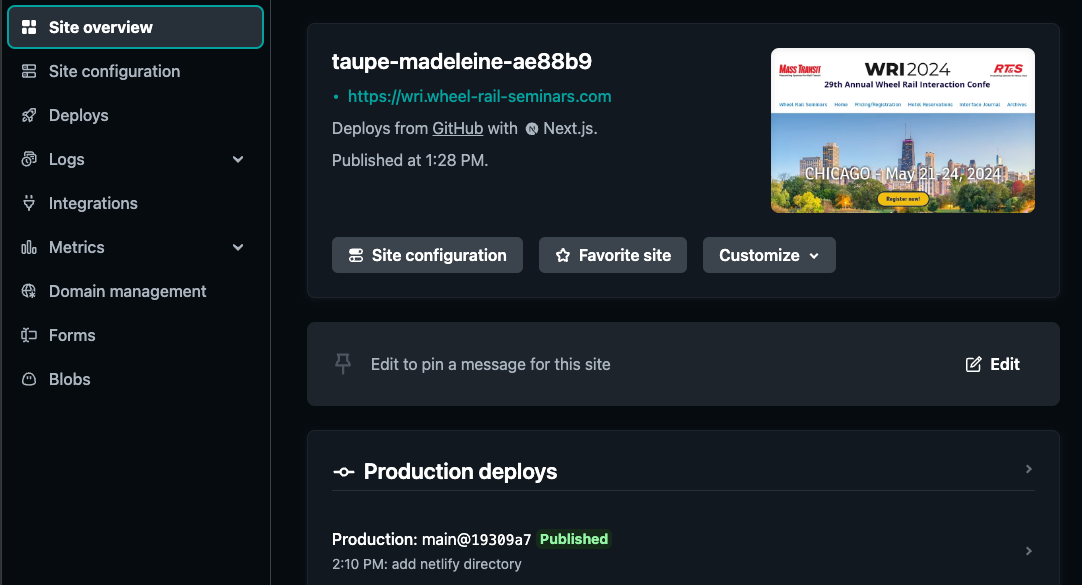 Site overview
Site configuration
Deploys
Logs
Integrations
Metrics
Domain management
Forms
Blobs
taupe-madeleine-ae88b9
https://wri.wheel-rail-seminars.com
Deploys from GitHub with N Next.js.
Published at 1:28 PM.
MASS TRANSIT
WRI2024
RT&S
29th Annual Wheel Rail Interaction Confe
Wheel Rail Seminars Home Pricing/Registration Hotel Reservations Interface Journal Archives
CHICAGO - May 21-24, 2024
Register now!
Site configuration
Favorite site
Customize
Edit to pin a message for this site
Edit
Production deploys
Production: main@19309a7 Published
2:10 PM: add netlify directory